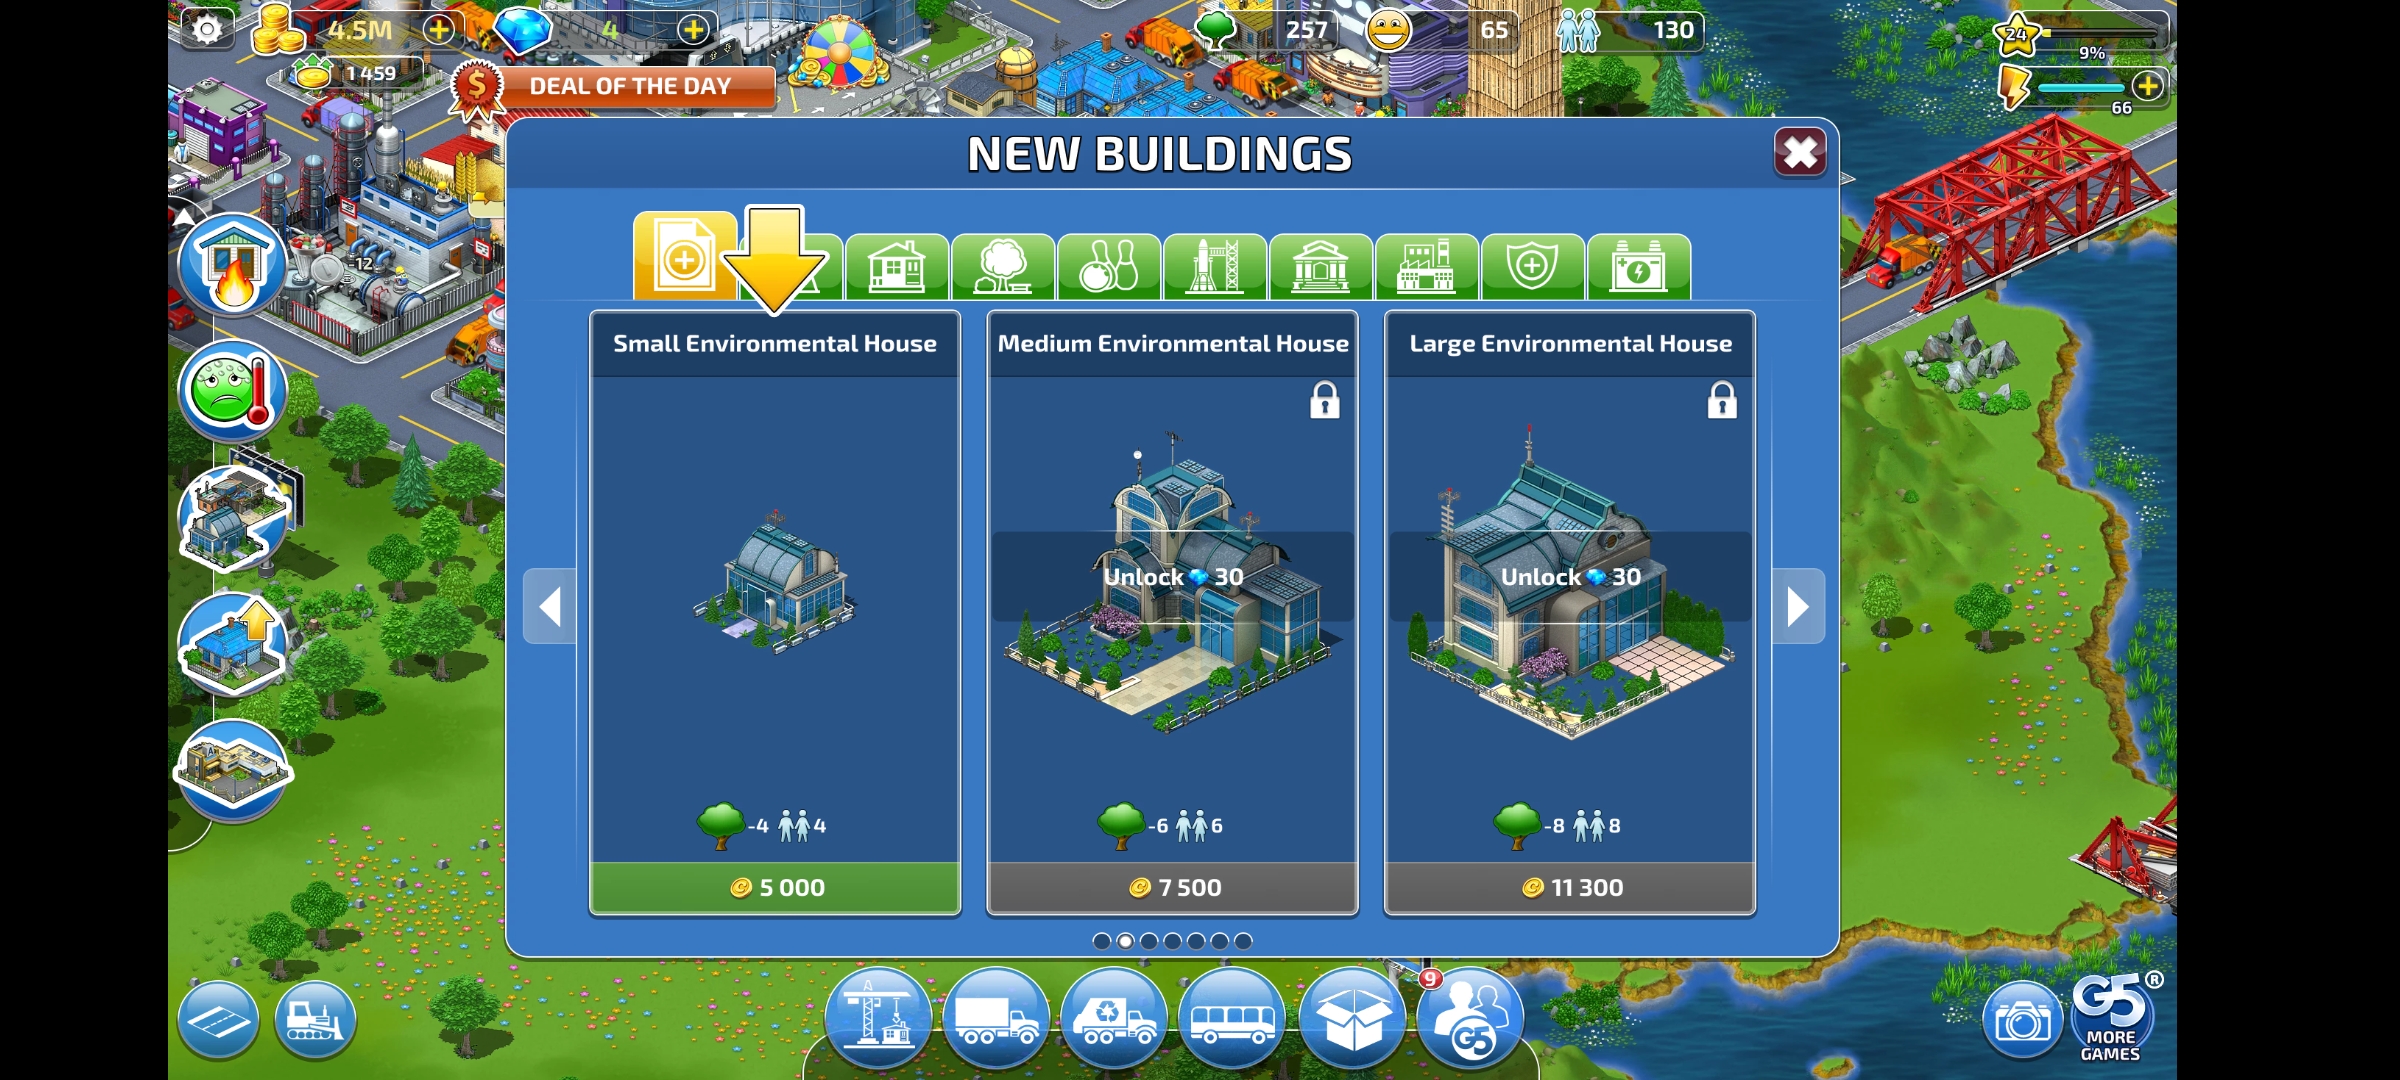 4.5M
4
257
65
130
24
9%
1 459
DEAL OF THE DAY
66
NEW BUILDINGS
-12
Small Environmental House
Medium Environmental House
Large Environmental House
Unlock 30
Unlock 30
-4 4
-6 6
-8 8
5 000
7 500
11 300
A
9
G5
G5®
MORE
GAMES